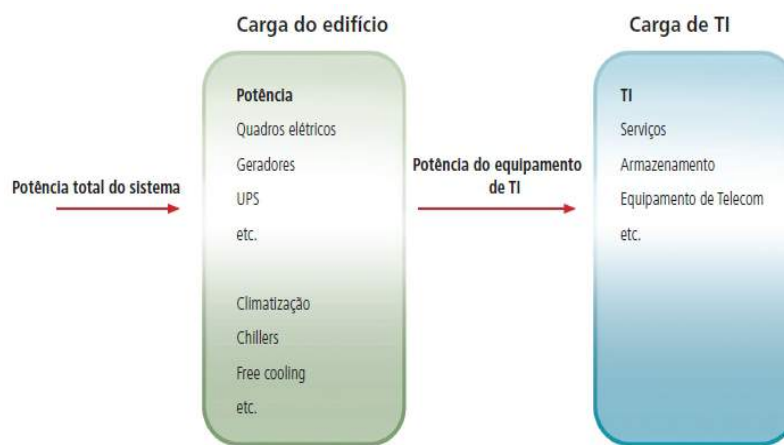 Carga do edifício
Carga de TI
Potência total do sistema
Potência
Quadros elétricos
Geradores
UPS
etc.
Climatização
Chillers
Free cooling
etc.
Potência do equipamento
de TI
TI
Serviços
Armazenamento
Equipamento de Telecom
etc.